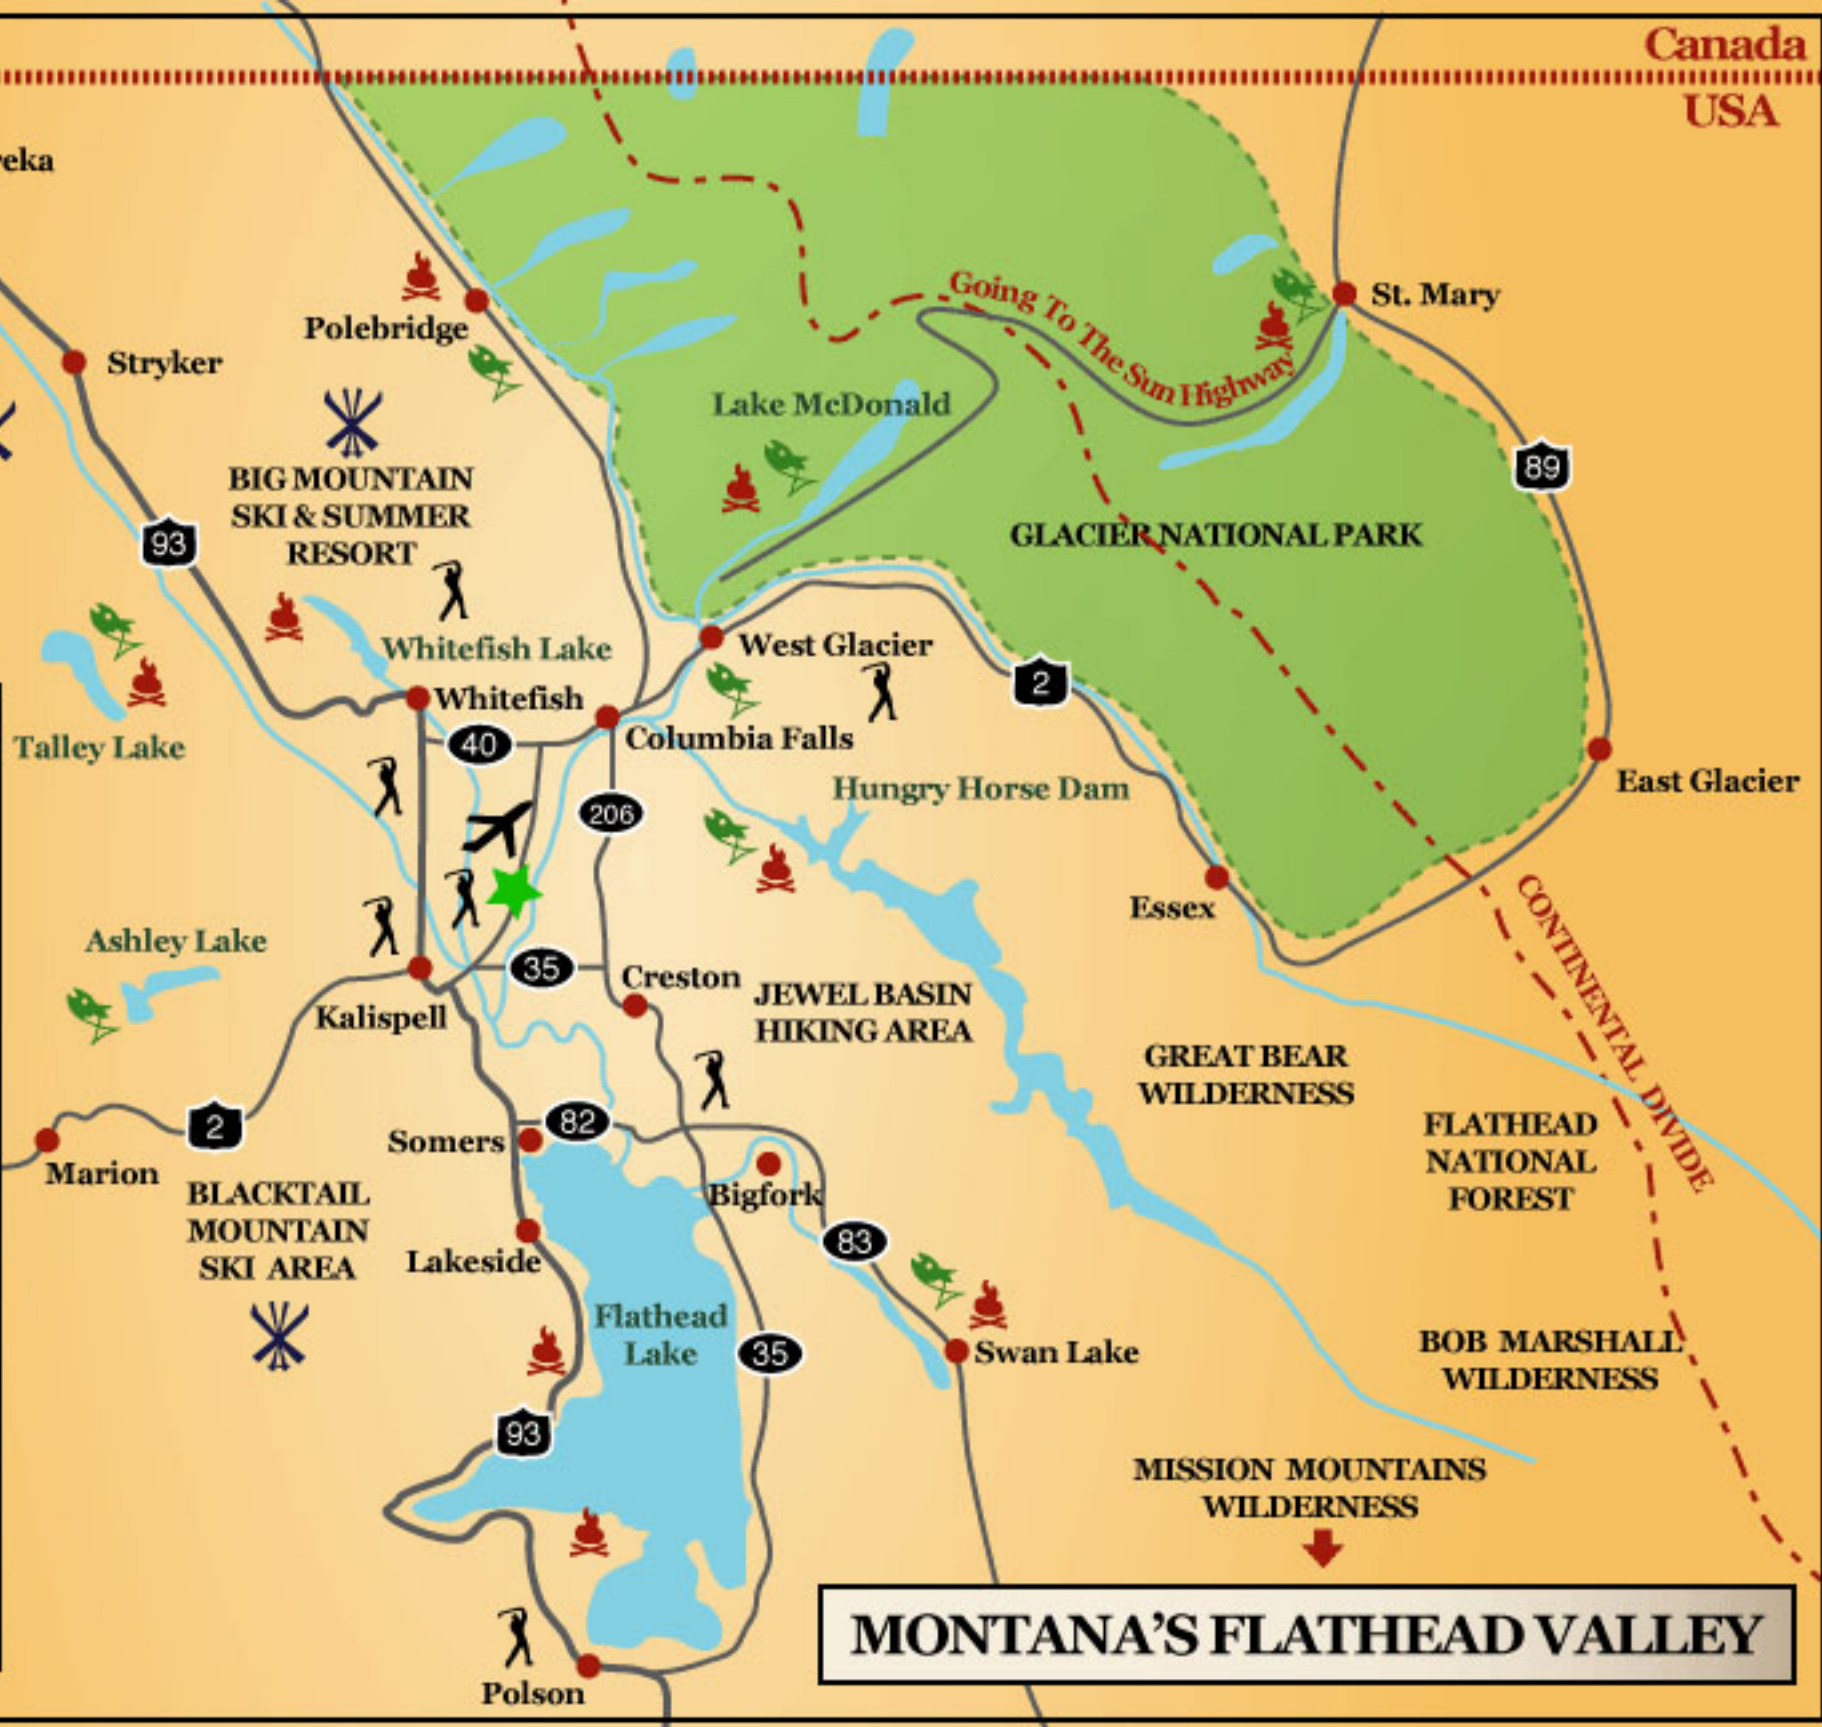 Canada
USA
reka
Going To The Sun Highway
St. Mary
Polebridge
Stryker
Lake McDonald
89
BIG MOUNTAIN
SKI & SUMMER
RESORT
93
GLACIER NATIONAL PARK
Whitefish Lake
West Glacier
2
Whitefish
Talley Lake
40
Columbia Falls
East Glacier
Hungry Horse Dam
206
Essex
CONTINENTAL DIVIDE
Ashley Lake
35
Creston
Kalispell
JEWEL BASIN
HIKING AREA
GREAT BEAR
WILDERNESS
2
82
Somers
FLATHEAD
NATIONAL
FOREST
Marion
BLACKTAIL
MOUNTAIN
SKI AREA
Bigfork
83
Lakeside
Flathead
Lake
35
Swan Lake
BOB MARSHALL
WILDERNESS
93
MISSION MOUNTAINS
WILDERNESS
MONTANA'S FLATHEAD VALLEY
Polson